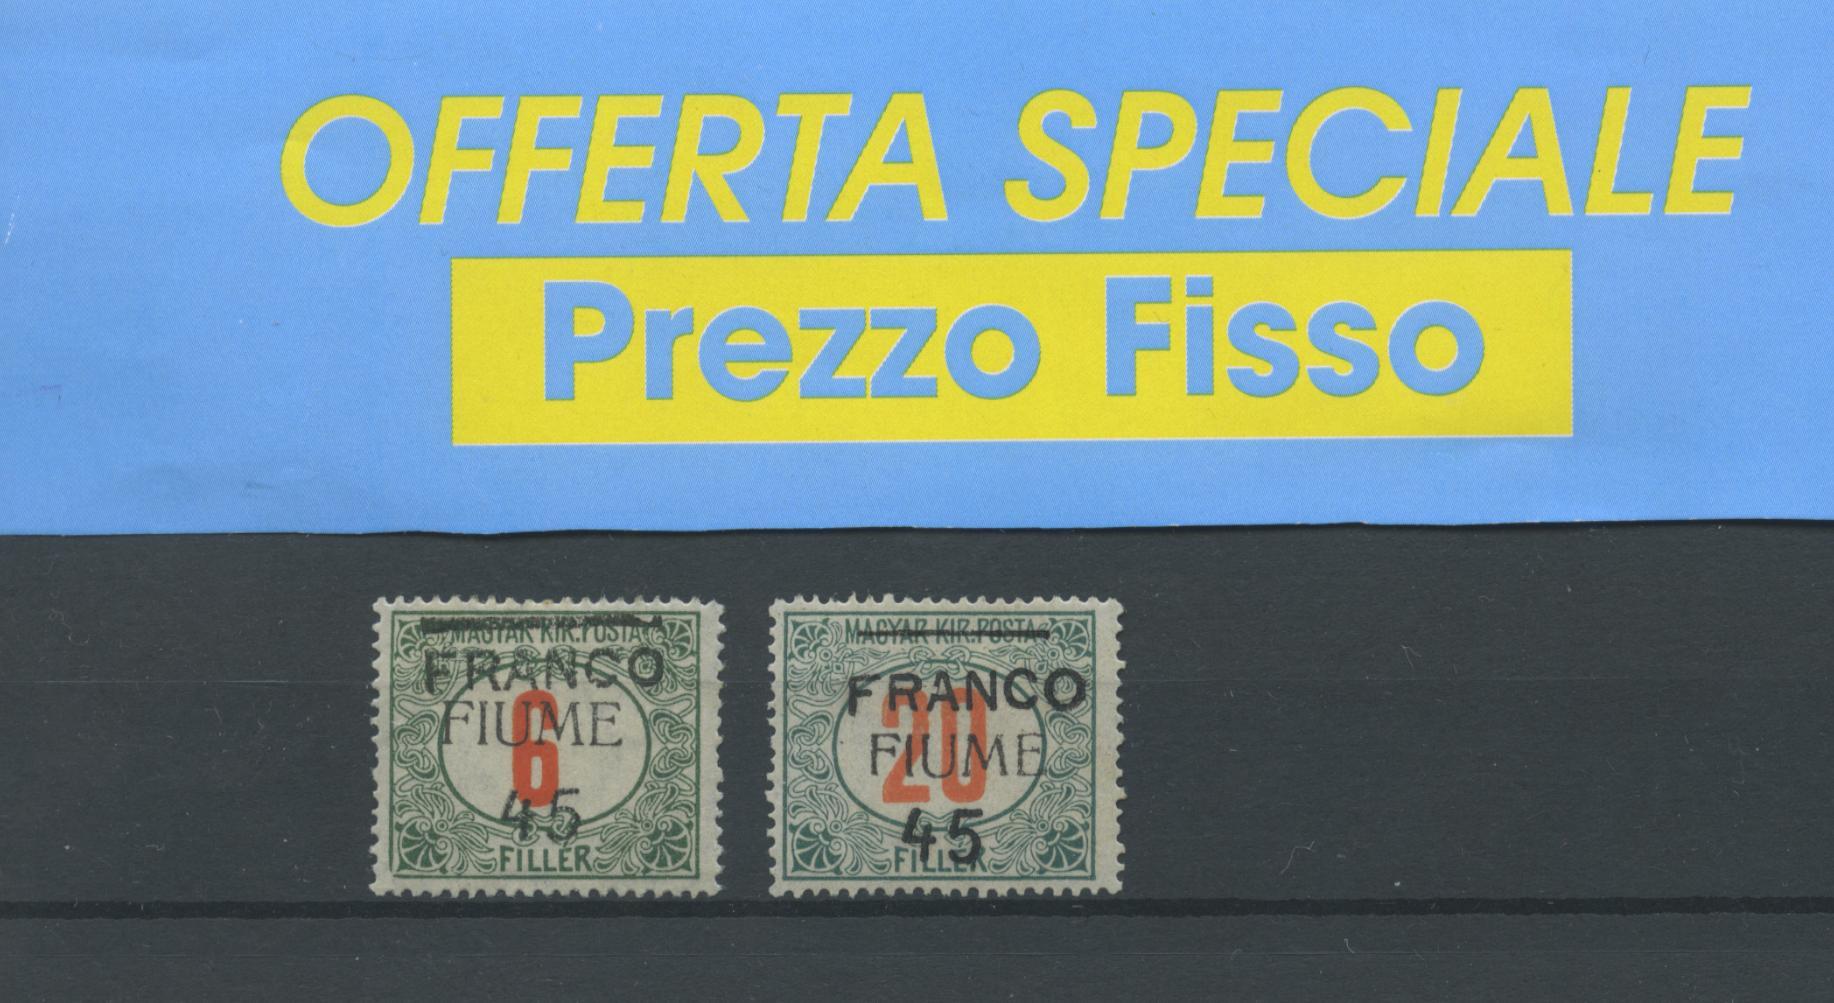 OFFERTA SPECIALE
Prezzo Fisso
MAGYAR KIR. POSTA
FRANCO
FIUME
6
45
FILLER
MAGYAR KIR. POSTA
FRANCO
20
FIUME
45
FILLER